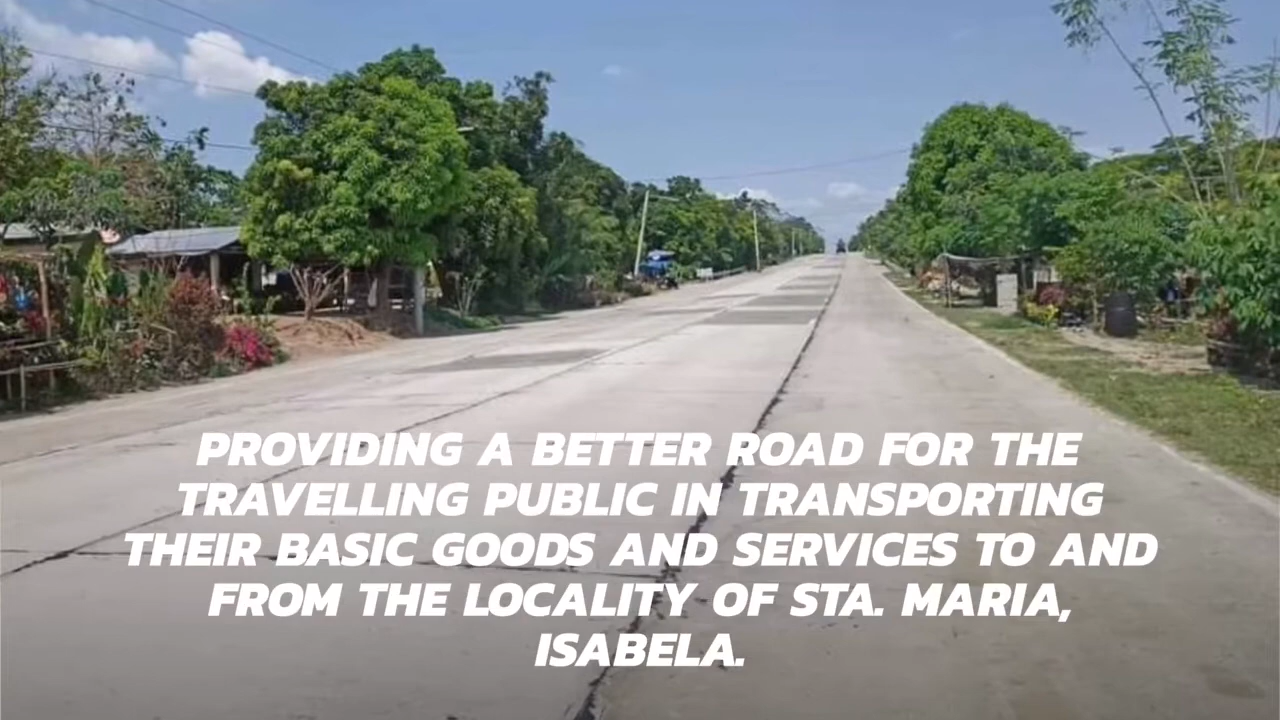 PROVIDING A BETTER ROAD FOR THE
TRAVELLING PUBLIC IN TRANSPORTING
THEIR BASIC GOODS AND SERVICES TO AND
FROM THE LOCALITY OF STA. MARIA,
ISABELA.